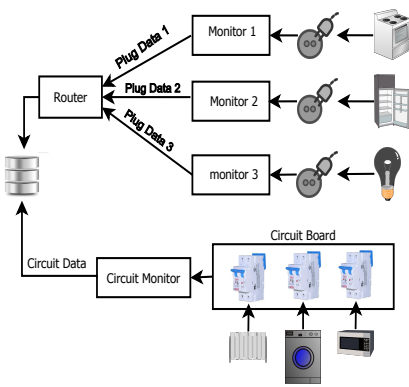 Plug Data 1
Monitor 1
Router
Plug Data 2
Monitor 2
Plug Data 3
monitor 3
Circuit Board
Circuit Data
Circuit Monitor